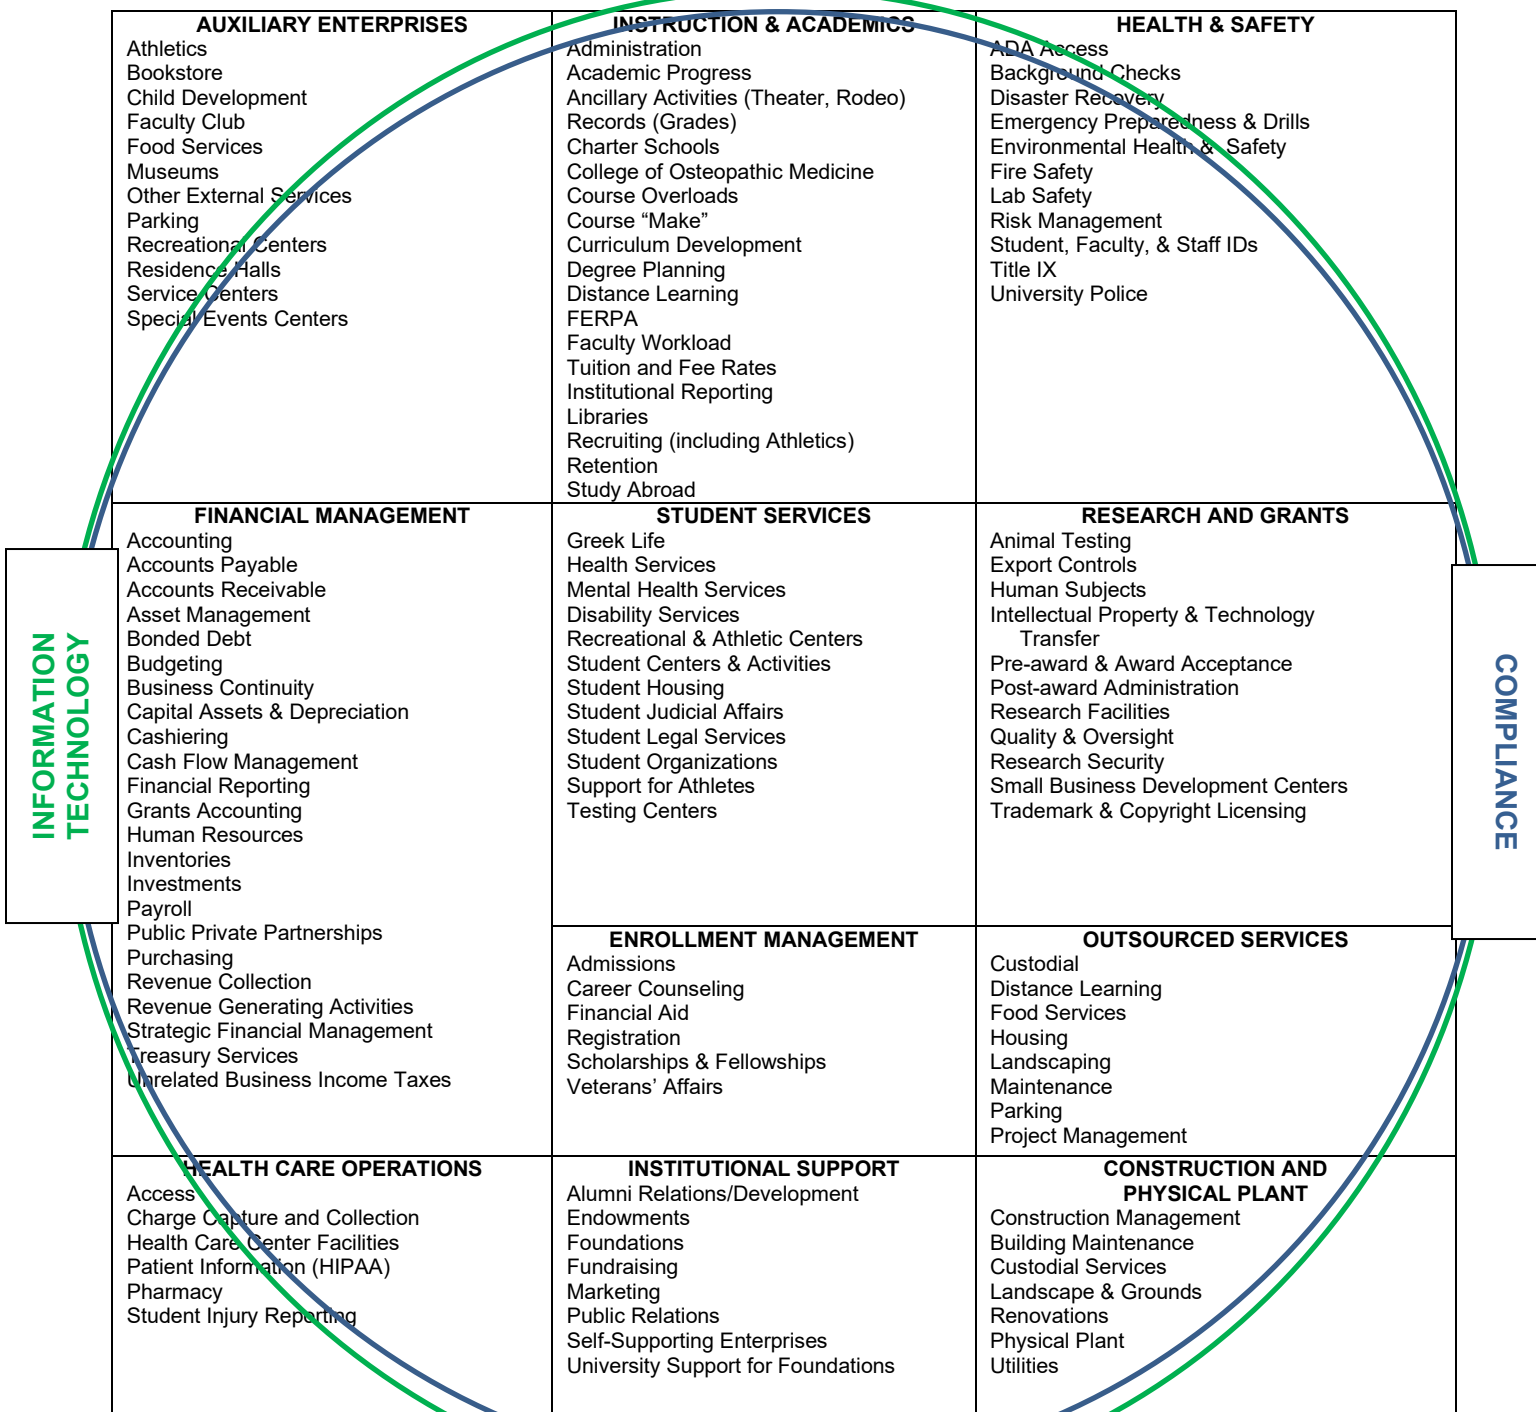 AUXILIARY ENTERPRISES
Athletics
Bookstore
Child Development
Faculty Club
Food Services
Museums
Other External Services
Parking
Recreational Centers
Residence Halls
Service Centers
Special Events Centers
INSTRUCTION & ACADEMICS
Administration
Academic Progress
Ancillary Activities (Theater, Rodeo)
Records (Grades)
Charter Schools
College of Osteopathic Medicine
Course Overloads
Course “Make”
Curriculum Development
Degree Planning
Distance Learning
FERPA
Faculty Workload
Tuition and Fee Rates
Institutional Reporting
Libraries
Recruiting (including Athletics)
Retention
Study Abroad
HEALTH & SAFETY
ADA Access
Background Checks
Disaster Recovery
Emergency Preparedness & Drills
Environmental Health & Safety
Fire Safety
Lab Safety
Risk Management
Student, Faculty, & Staff IDs
Title IX
University Police
INFORMATION
TECHNOLOGY
FINANCIAL MANAGEMENT
Accounting
Accounts Payable
Accounts Receivable
Asset Management
Bonded Debt
Budgeting
Business Continuity
Capital Assets & Depreciation
Cashiering
Cash Flow Management
Financial Reporting
Grants Accounting
Human Resources
Inventories
Investments
Payroll
Public Private Partnerships
Purchasing
Revenue Collection
Revenue Generating Activities
Strategic Financial Management
Treasury Services
Unrelated Business Income Taxes
STUDENT SERVICES
Greek Life
Health Services
Mental Health Services
Disability Services
Recreational & Athletic Centers
Student Centers & Activities
Student Housing
Student Judicial Affairs
Student Legal Services
Student Organizations
Support for Athletes
Testing Centers
RESEARCH AND GRANTS
Animal Testing
Export Controls
Human Subjects
Intellectual Property & Technology
Transfer
Pre-award & Award Acceptance
Post-award Administration
Research Facilities
Quality & Oversight
Research Security
Small Business Development Centers
Trademark & Copyright Licensing
COMPLIANCE
ENROLLMENT MANAGEMENT
Admissions
Career Counseling
Financial Aid
Registration
Scholarships & Fellowships
Veterans’ Affairs
OUTSOURCED SERVICES
Custodial
Distance Learning
Food Services
Housing
Landscaping
Maintenance
Parking
Project Management
HEALTH CARE OPERATIONS
Access
Charge Capture and Collection
Health Care Center Facilities
Patient Information (HIPAA)
Pharmacy
Student Injury Reporting
INSTITUTIONAL SUPPORT
Alumni Relations/Development
Endowments
Foundations
Fundraising
Marketing
Public Relations
Self-Supporting Enterprises
University Support for Foundations
CONSTRUCTION AND
PHYSICAL PLANT
Construction Management
Building Maintenance
Custodial Services
Landscape & Grounds
Renovations
Physical Plant
Utilities